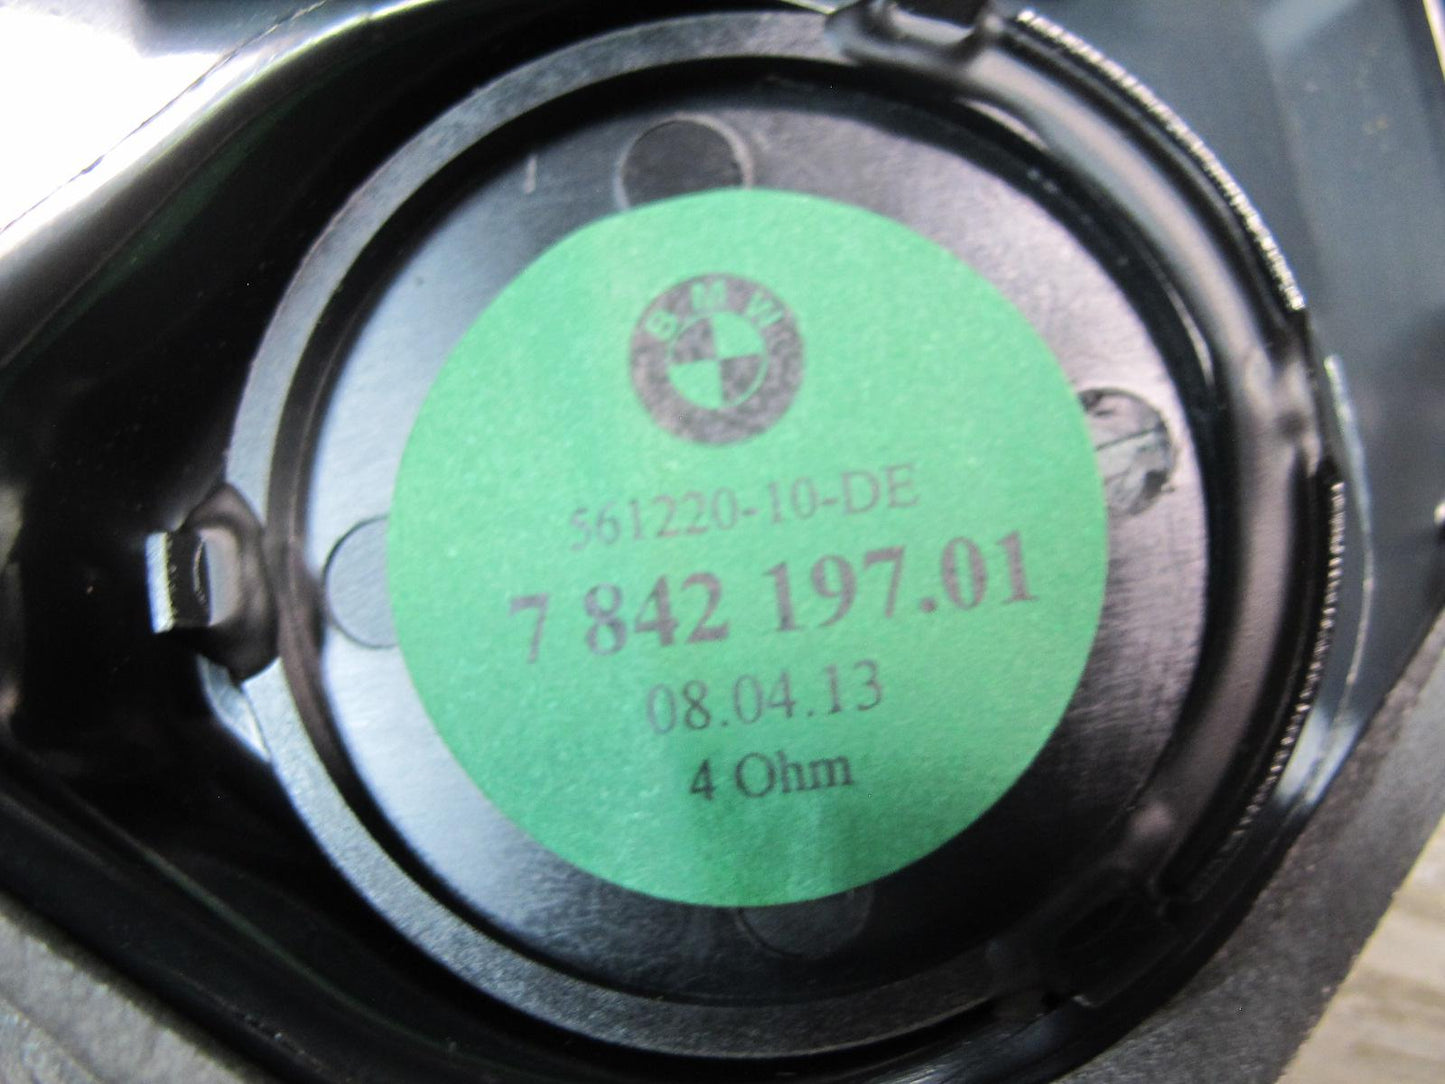 BMW
561220-10-DE
7 842 197.01
08.04.13
4 Ohm